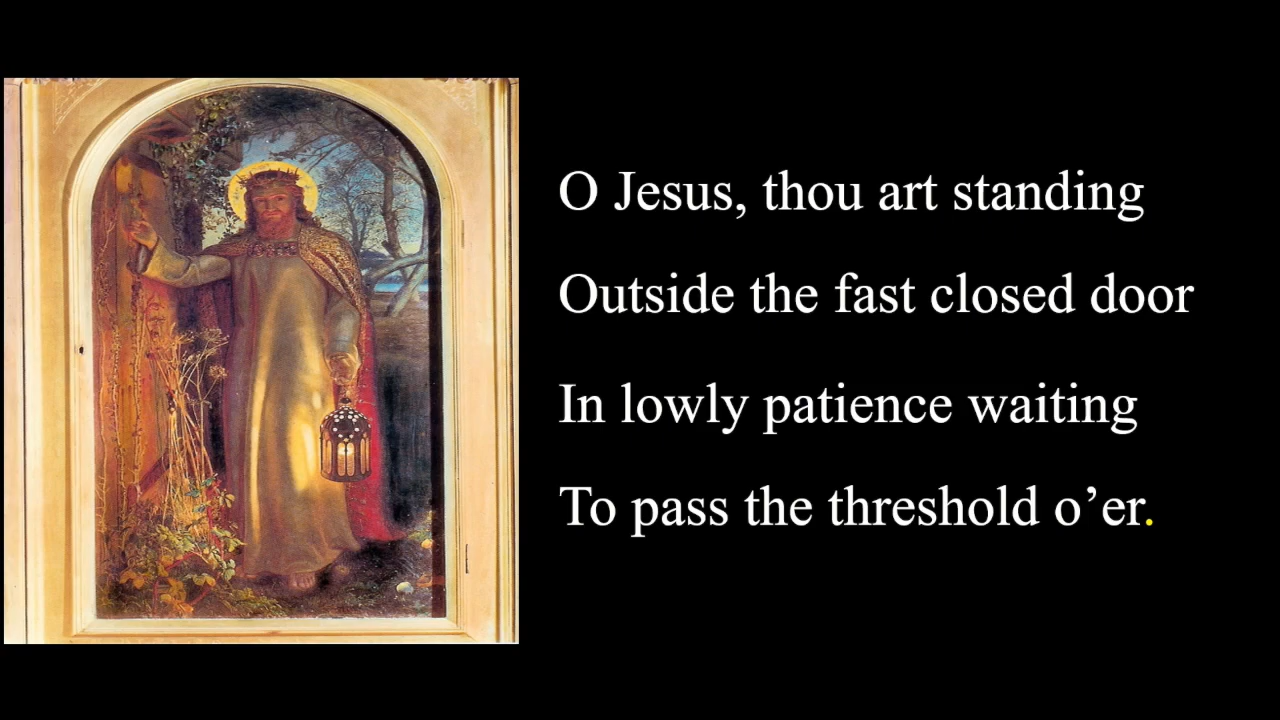 O Jesus, thou art standing
Outside the fast closed door
In lowly patience waiting
To pass the threshold o’er.